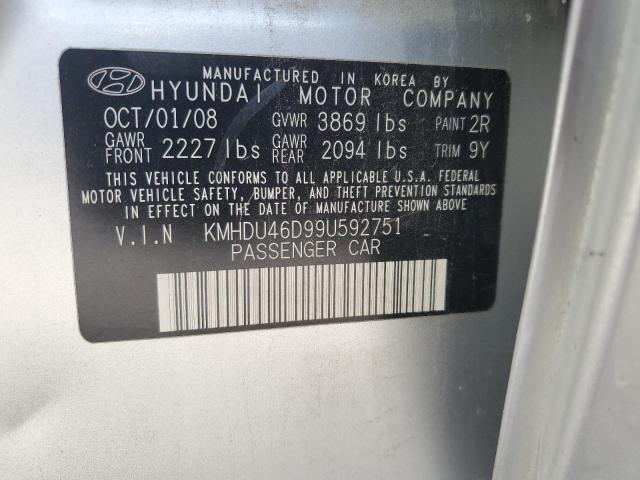 MANUFACTURED IN KOREA BY
HYUNDAI MOTOR COMPANY
OCT/01/08 GVWR 3869 lbs PAINT 2R
GAWR FRONT 2227 lbs GAWR REAR 2094 lbs TRIM 9Y
THIS VEHICLE CONFORMS TO ALL APPLICABLE U.S.A. FEDERAL
MOTOR VEHICLE SAFETY, BUMPER, AND THEFT PREVENTION STANDARDS
IN EFFECT ON THE DATE OF MANUFACTURE SHOWN ABOVE
V.I.N KMHDU46D99U592751
PASSENGER CAR